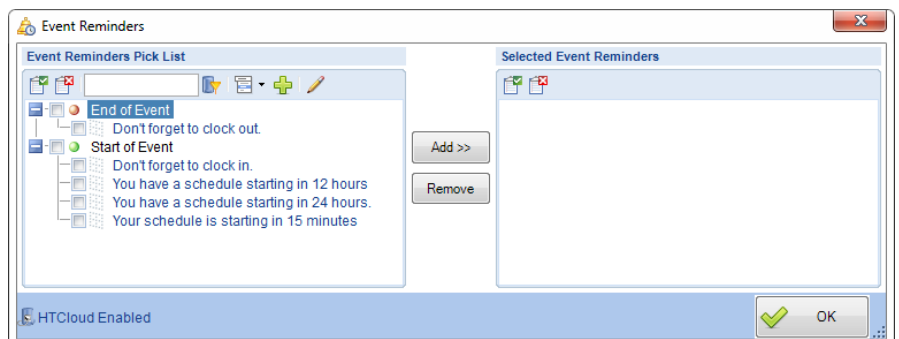 Event Reminders
Event Reminders Pick List
End of Event
Don't forget to clock out.
Start of Event
Don't forget to clock in.
You have a schedule starting in 12 hours
You have a schedule starting in 24 hours.
Your schedule is starting in 15 minutes
Add >>
Remove
Selected Event Reminders
HTCloud Enabled
OK